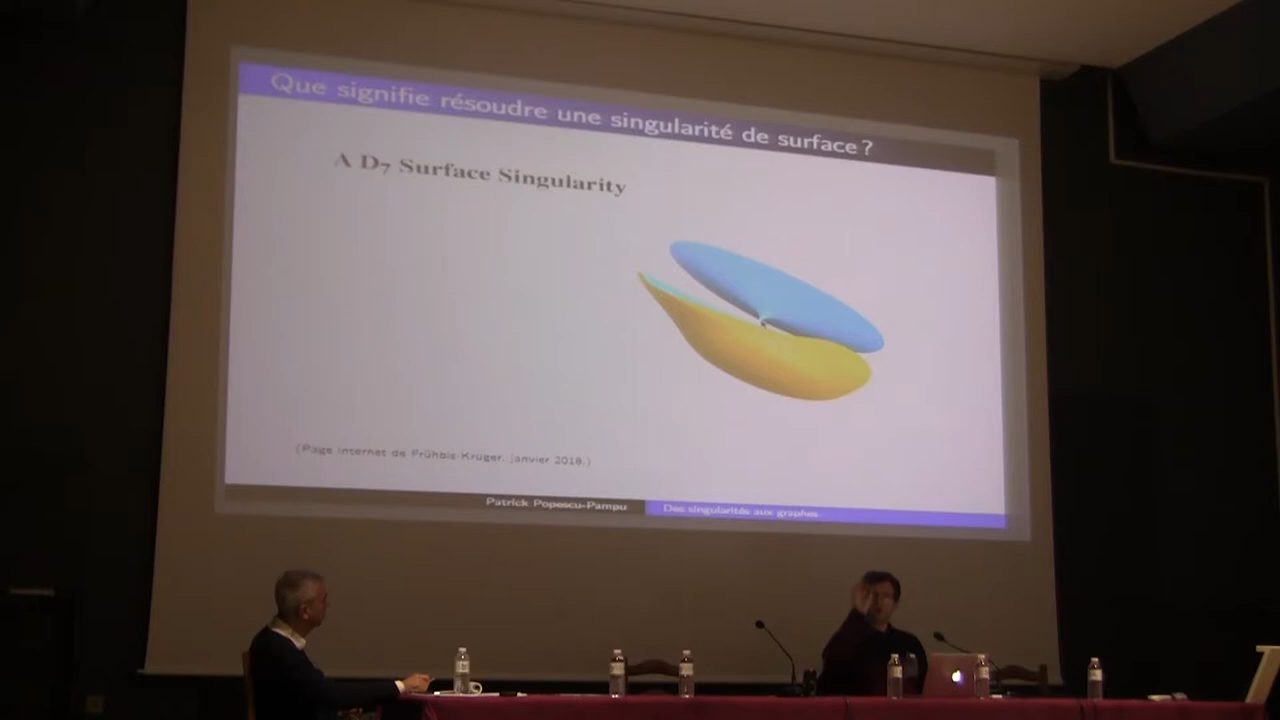 Que signifie résoudre une singularité de surface ?
A D7 Surface Singularity
(Page internet de Frühbis-Krüger, janvier 2018.)
Patrick Popescu-Pampu
Des singularités aux graphes